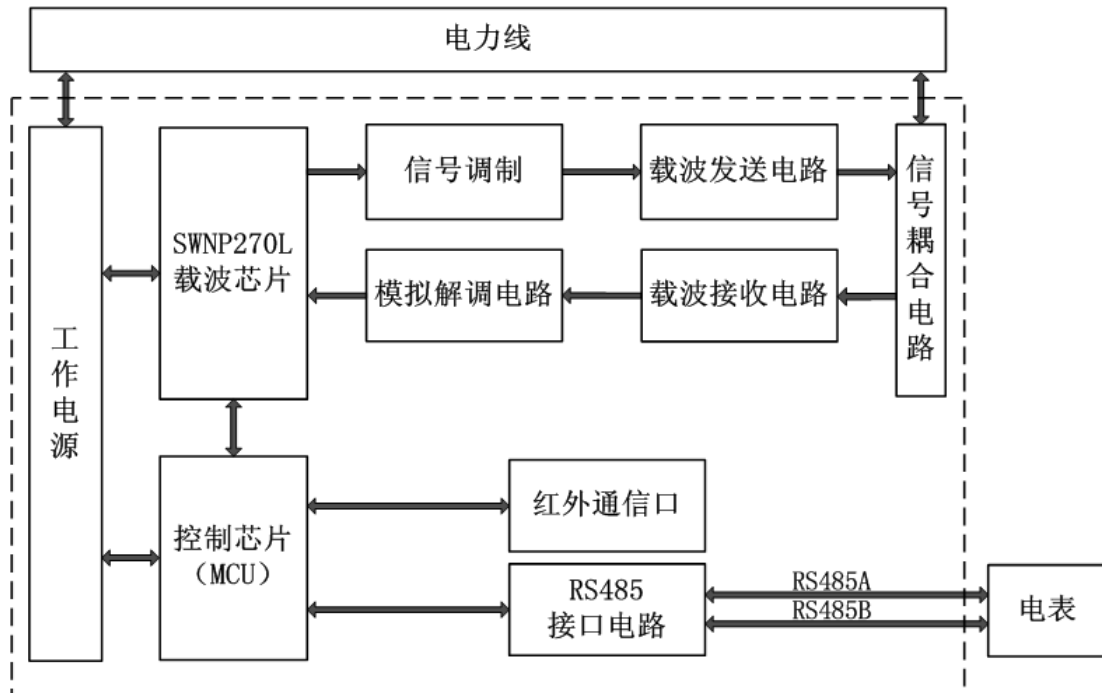 电力线
工作电源
SWNP270L
载波芯片
信号调制
载波发送电路
信号耦合电路
模拟解调电路
载波接收电路
控制芯片
（MCU）
红外通信口
RS485
接口电路
RS485A
RS485B
电表